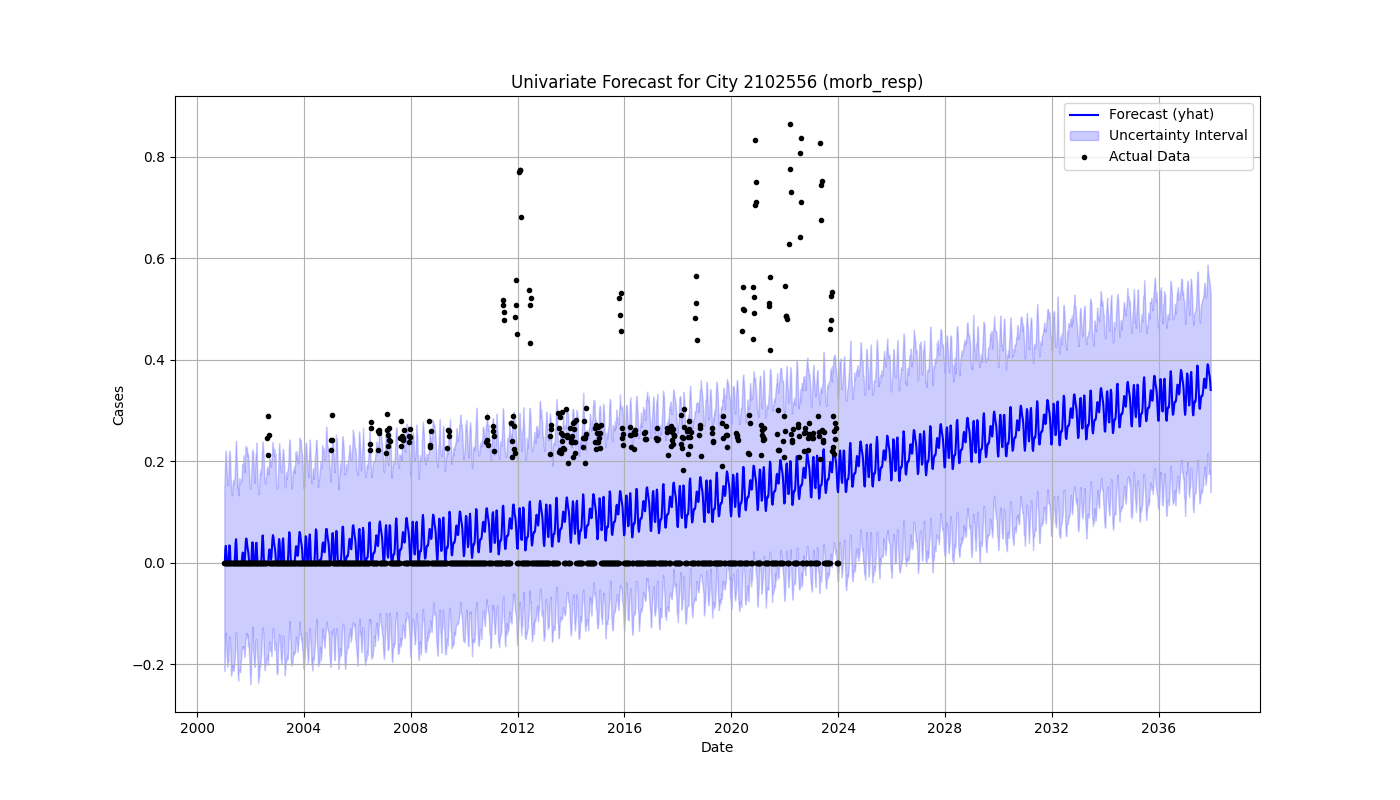 Univariate Forecast for City 2102556 (morb_resp)
Forecast (yhat)
Uncertainty Interval
Actual Data
Cases
0.8
0.6
0.4
0.2
0.0
−0.2
2000 2004 2008 2012 2016 2020 2024 2028 2032 2036
Date